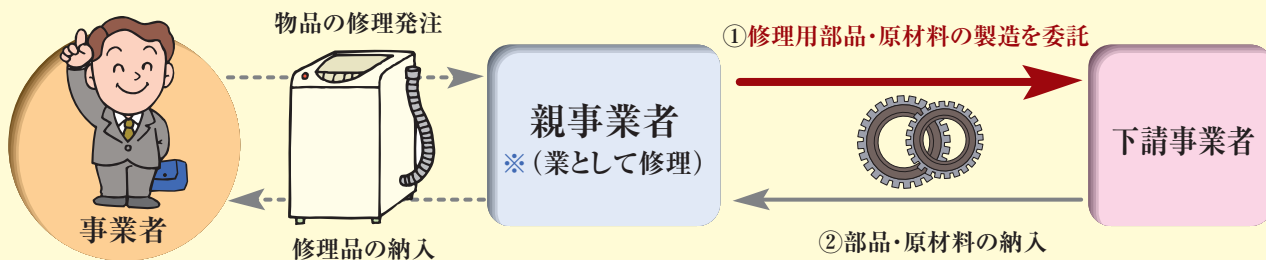 物品の修理発注
①修理用部品・原材料の製造を委託
親事業者
※(業として修理)
下請事業者
事業者
修理品の納入
②部品・原材料の納入